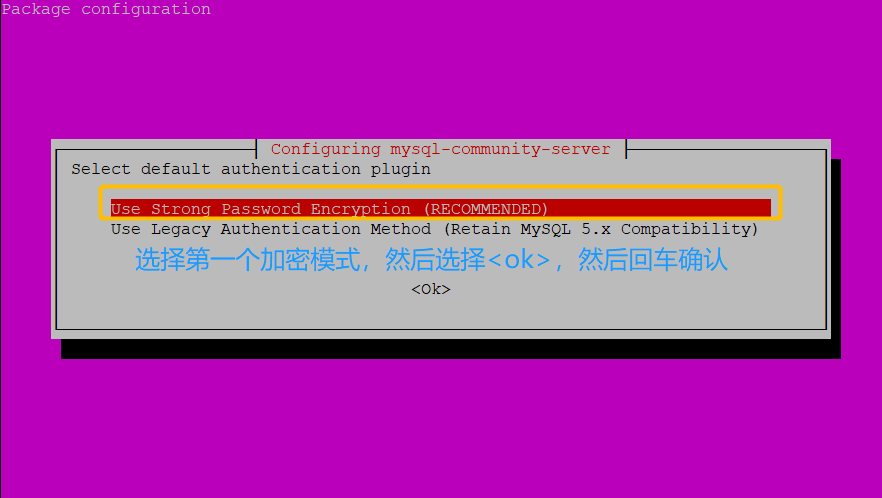 Package configuration
Configuring mysql-community-server
Select default authentication plugin
Use Strong Password Encryption (RECOMMENDED)
Use Legacy Authentication Method (Retain MySQL 5.x Compatibility)
选择第一个加密模式，然后选择<ok>，然后回车确认
<Ok>